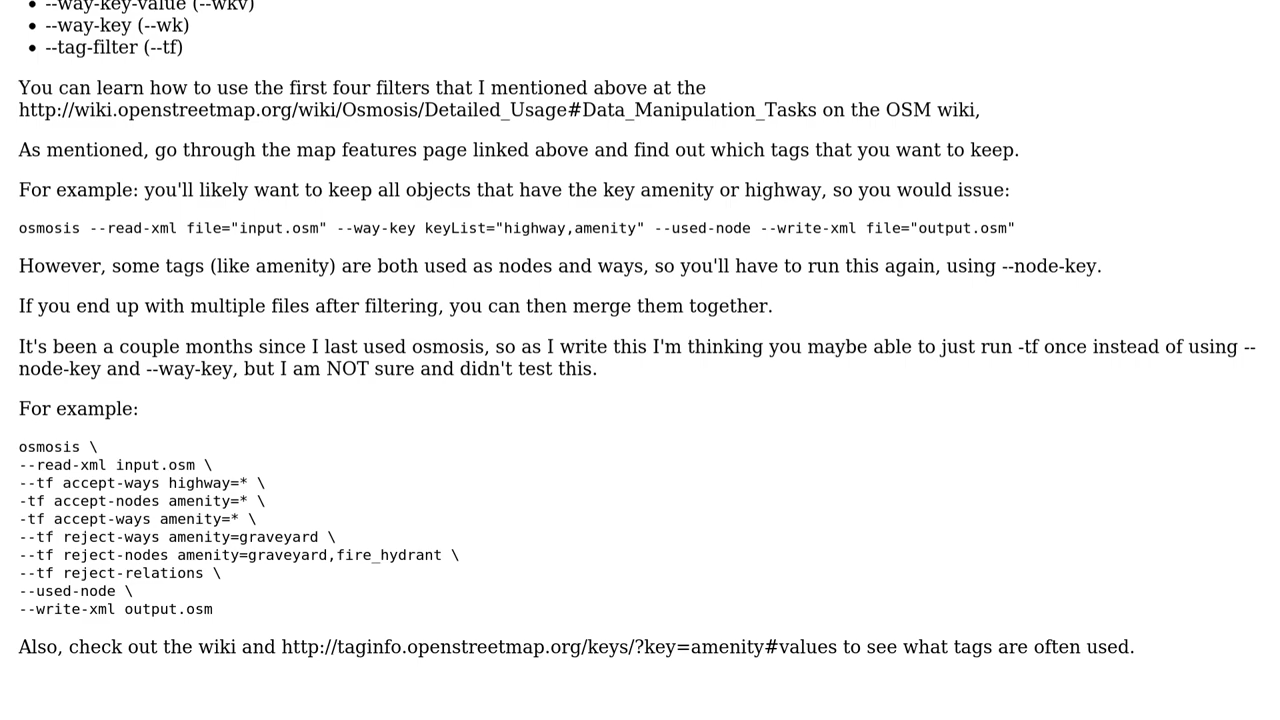 --way-key-value (--wkv)
--way-key (--wk)
--tag-filter (--tf)
You can learn how to use the first four filters that I mentioned above at the
http://wiki.openstreetmap.org/wiki/Osmosis/Detailed_Usage#Data_Manipulation_Tasks on the OSM wiki,
As mentioned, go through the map features page linked above and find out which tags that you want to keep.
For example: you'll likely want to keep all objects that have the key amenity or highway, so you would issue:
osmosis --read-xml file="input.osm" --way-key keyList="highway,amenity" --used-node --write-xml file="output.osm"
However, some tags (like amenity) are both used as nodes and ways, so you'll have to run this again, using --node-key.
If you end up with multiple files after filtering, you can then merge them together.
It's been a couple months since I last used osmosis, so as I write this I'm thinking you maybe able to just run -tf once instead of using --
node-key and --way-key, but I am NOT sure and didn't test this.
For example:
osmosis \
--read-xml input.osm \
--tf accept-ways highway=* \
-tf accept-nodes amenity=* \
-tf accept-ways amenity=* \
--tf reject-ways amenity=graveyard \
--tf reject-nodes amenity=graveyard,fire_hydrant \
--tf reject-relations \
--used-node \
--write-xml output.osm
Also, check out the wiki and http://taginfo.openstreetmap.org/keys/?key=amenity#values to see what tags are often used.